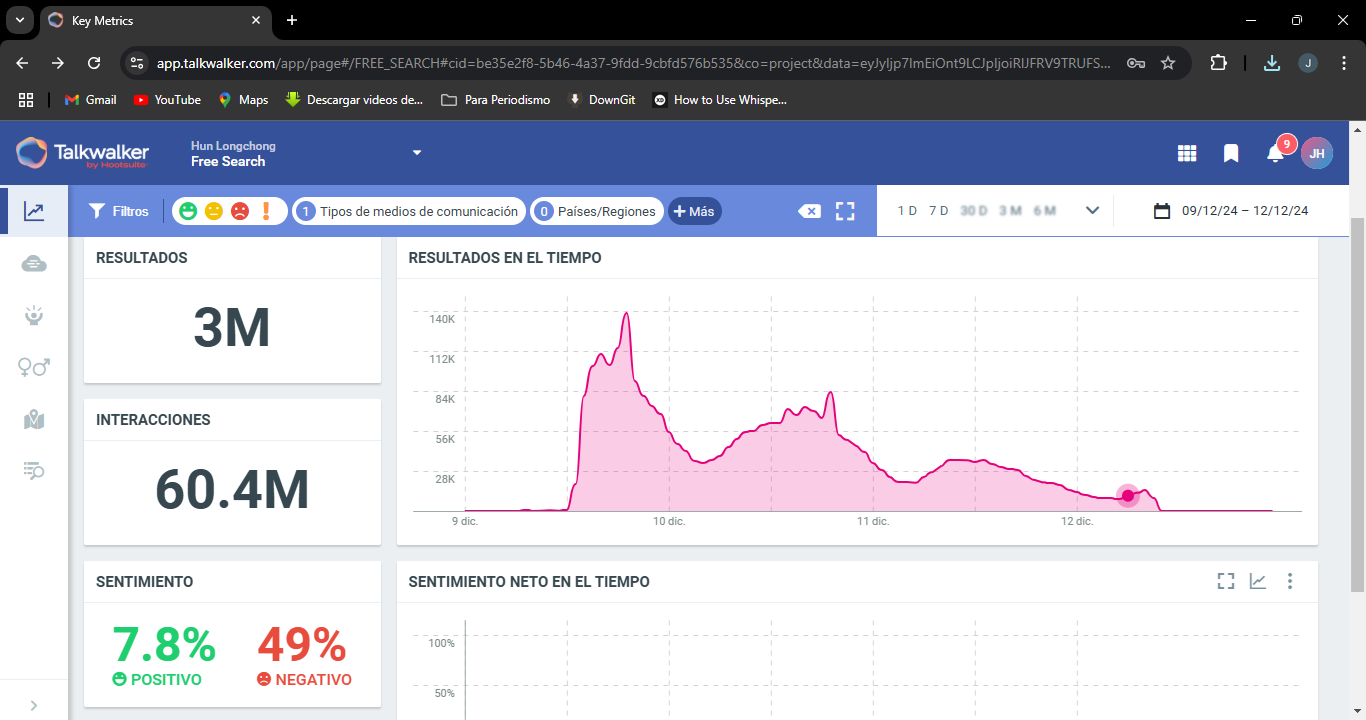 Key Metrics
app.talkwalker.com/app/page#/FREE_SEARCH#cid=be35e2f8-5b46-4a37-9fdd-9cbfd576b535&co=project&data=eyJyIjp7ImEiOnt9LCJpIjoiRlJFRV9TRUFS...
J
Gmail
YouTube
Maps
Descargar videos de...
Para Periodismo
DownGit
How to Use Whispe...
Talkwalker
by Hootsuite
Hun Longchong
Free Search
9
JH
Filtros
1 Tipos de medios de comunicación
0 Países/Regiones
+ Más
1 D 7 D 30 D 3 M 6 M
09/12/24 – 12/12/24
RESULTADOS
3M
RESULTADOS EN EL TIEMPO
140K
112K
84K
56K
28K
9 dic. 10 dic. 11 dic. 12 dic.
INTERACCIONES
60.4M
SENTIMIENTO
7.8% 49%
POSITIVO NEGATIVO
SENTIMIENTO NETO EN EL TIEMPO
100%
50%